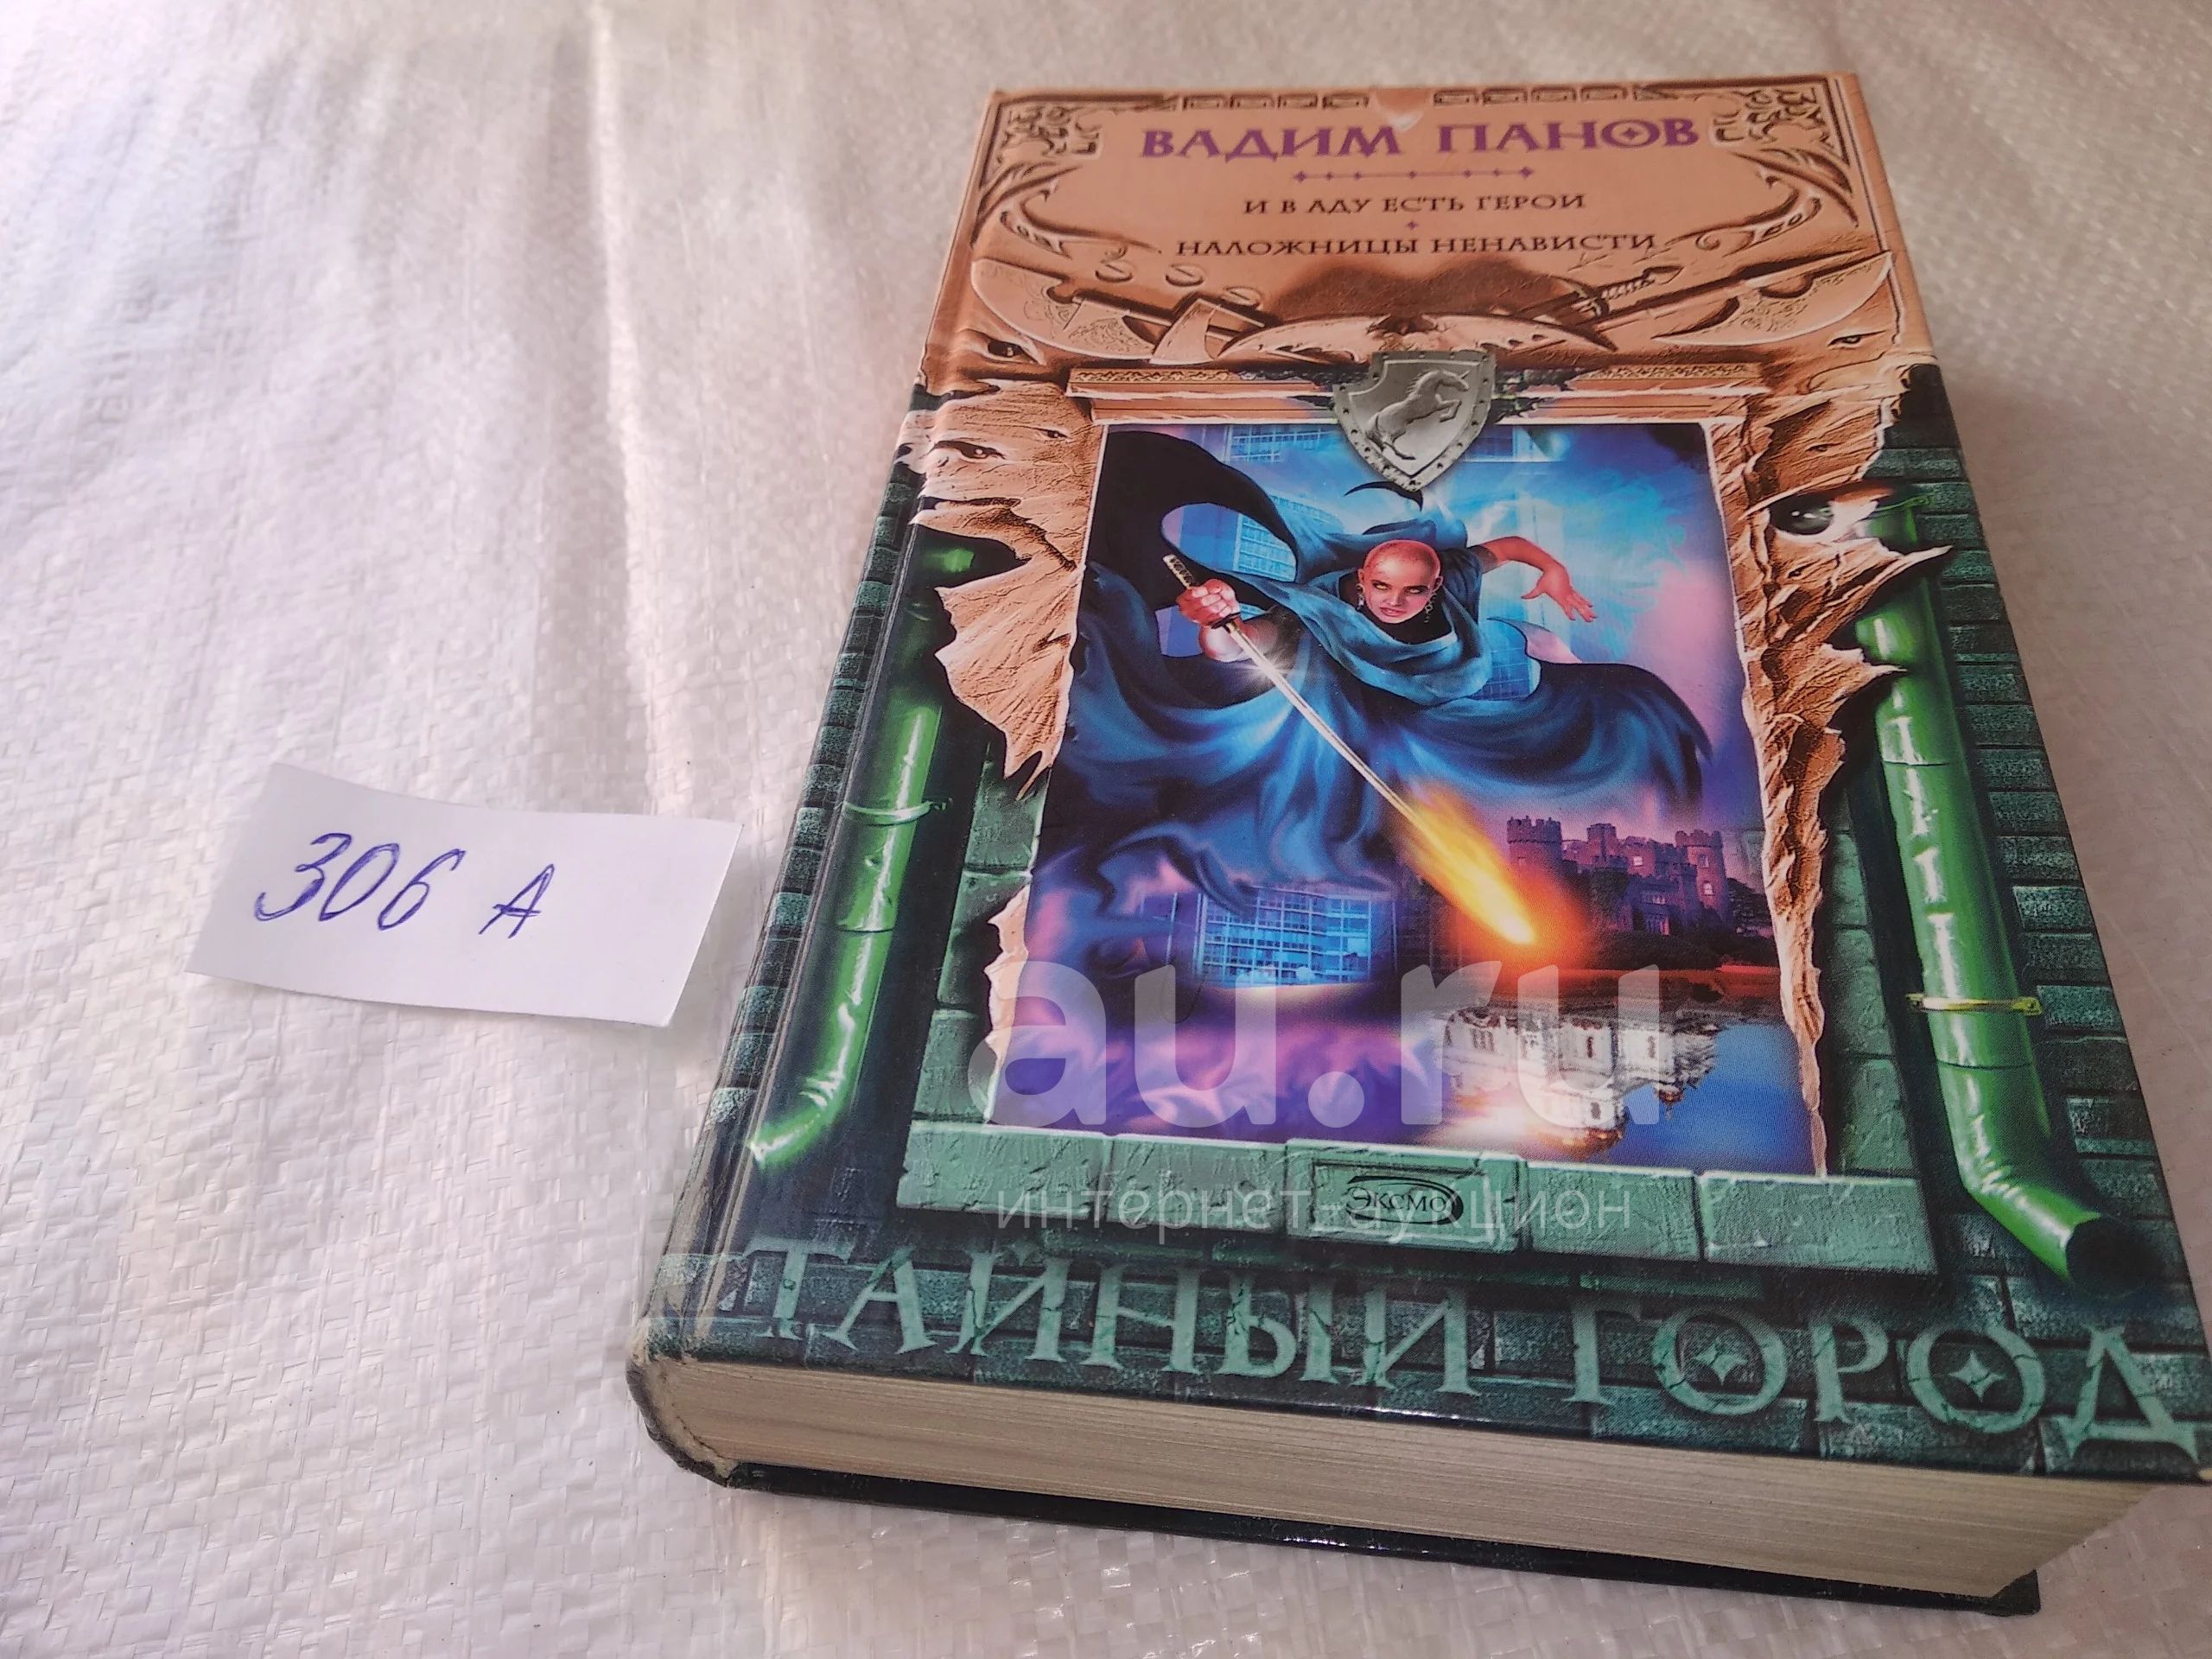 ВАДИМ ПАНОВ
И В АДУ ЕСТЬ ГЕРОИ
НАЛОЖНИЦЫ НЕНАВИСТИ
306 А
au.ru
интернет-аукцион
ЭКСМО
ТАЙНЫЙ ГОРОД